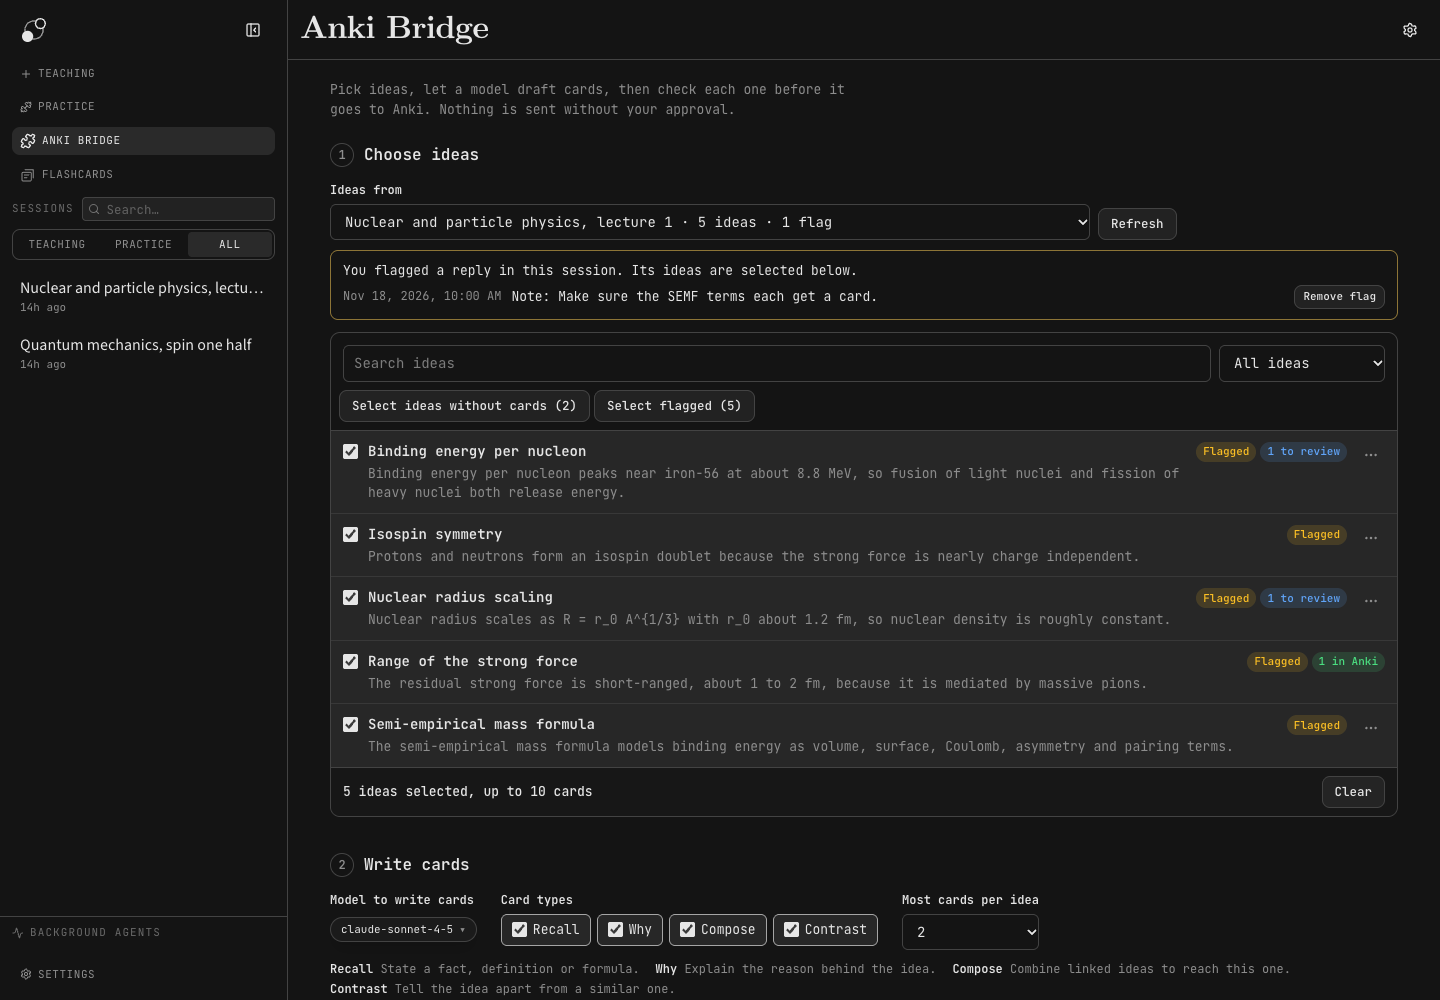 TEACHING
PRACTICE
ANKI BRIDGE
FLASHCARDS
SESSIONS
Search…
TEACHING PRACTICE ALL
Nuclear and particle physics, lectu…
14h ago
Quantum mechanics, spin one half
14h ago
BACKGROUND AGENTS
SETTINGS
Anki Bridge
Pick ideas, let a model draft cards, then check each one before it
goes to Anki. Nothing is sent without your approval.
1 Choose ideas
Ideas from
Nuclear and particle physics, lecture 1 · 5 ideas · 1 flag
Refresh
You flagged a reply in this session. Its ideas are selected below.
Nov 18, 2026, 10:00 AM Note: Make sure the SEMF terms each get a card.
Remove flag
Search ideas
All ideas
Select ideas without cards (2) Select flagged (5)
Binding energy per nucleon Flagged 1 to review …
Binding energy per nucleon peaks near iron-56 at about 8.8 MeV, so fusion of light nuclei and fission of
heavy nuclei both release energy.
Isospin symmetry Flagged …
Protons and neutrons form an isospin doublet because the strong force is nearly charge independent.
Nuclear radius scaling Flagged 1 to review …
Nuclear radius scales as R = r_0 A^{1/3} with r_0 about 1.2 fm, so nuclear density is roughly constant.
Range of the strong force Flagged 1 in Anki
The residual strong force is short-ranged, about 1 to 2 fm, because it is mediated by massive pions.
Semi-empirical mass formula Flagged …
The semi-empirical mass formula models binding energy as volume, surface, Coulomb, asymmetry and pairing terms.
5 ideas selected, up to 10 cards
Clear
2 Write cards
Model to write cards Card types Most cards per idea
claude-sonnet-4-5 Recall Why Compose Contrast 2
Recall State a fact, definition or formula. Why Explain the reason behind the idea. Compose Combine linked ideas to reach this one.
Contrast Tell the idea apart from a similar one.